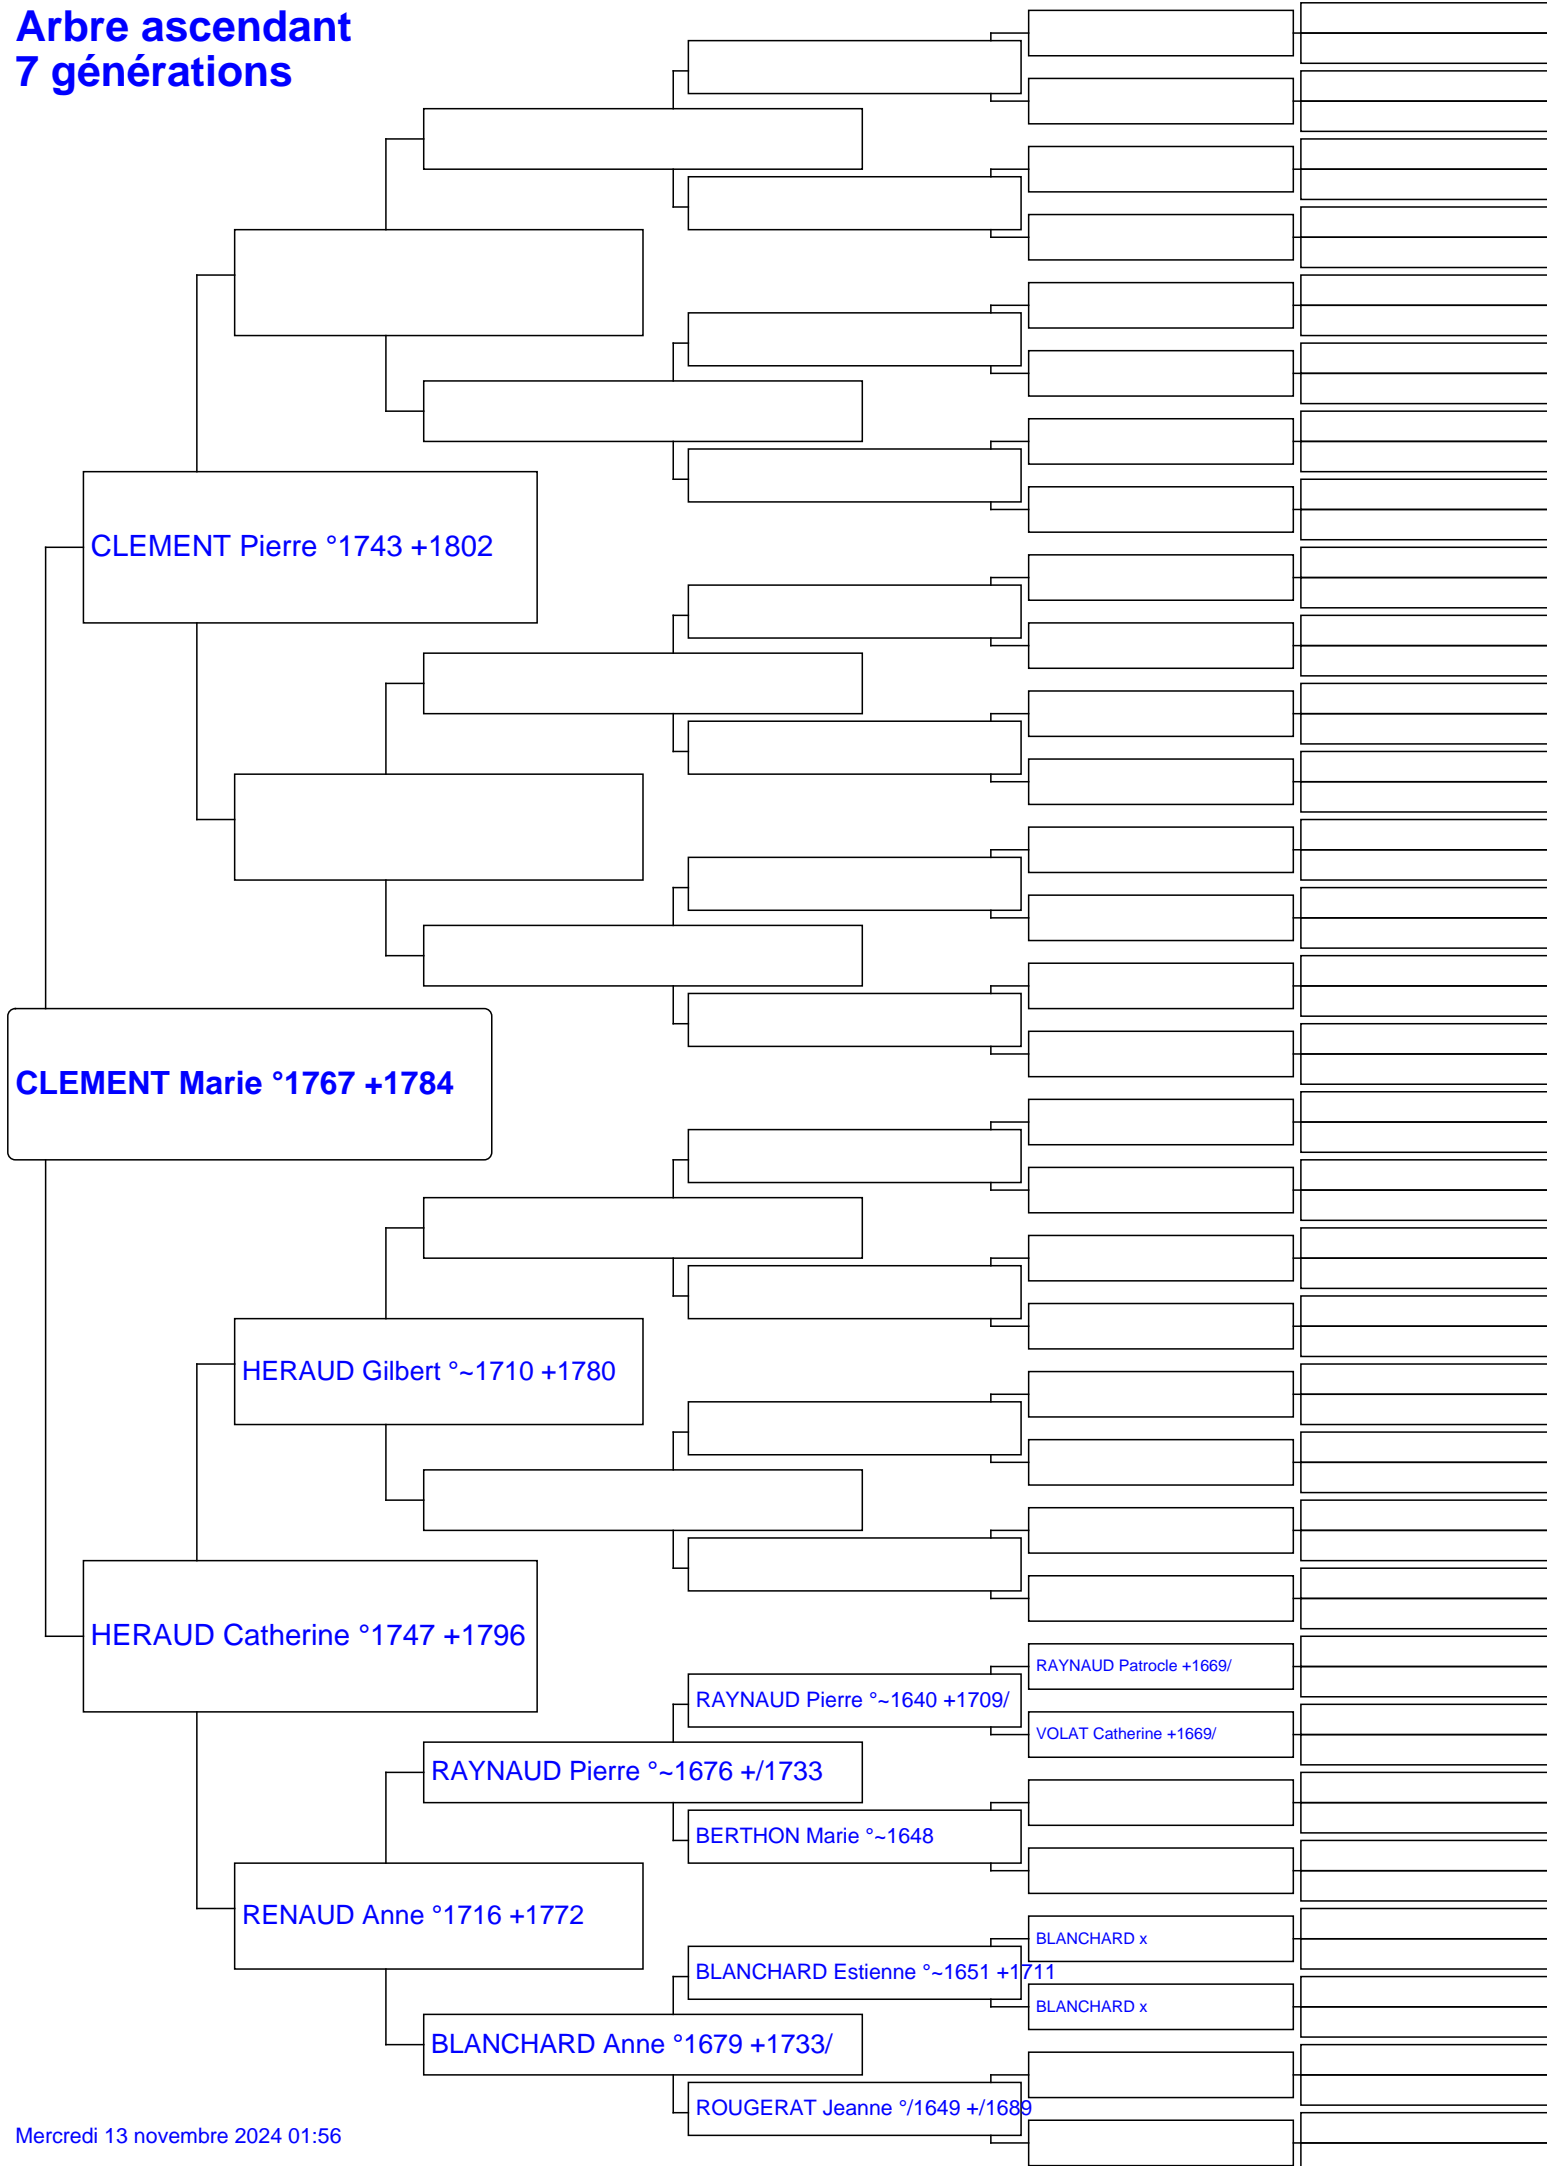 Arbre ascendant
7 générations
CLEMENT Pierre °1743 +1802
CLEMENT Marie °1767 +1784
HERAUD Gilbert °~1710 +1780
HERAUD Catherine °1747 +1796
RAYNAUD Patrocle +1669/
RAYNAUD Pierre °~1640 +1709/
VOLAT Catherine +1669/
RAYNAUD Pierre °~1676 +/1733
BERTHON Marie °~1648
RENAUD Anne °1716 +1772
BLANCHARD x
BLANCHARD Estienne °~1651 +1711
BLANCHARD x
BLANCHARD Anne °1679 +1733/
ROUGERAT Jeanne °/1649 +/1689
Mercredi 13 novembre 2024 01:56